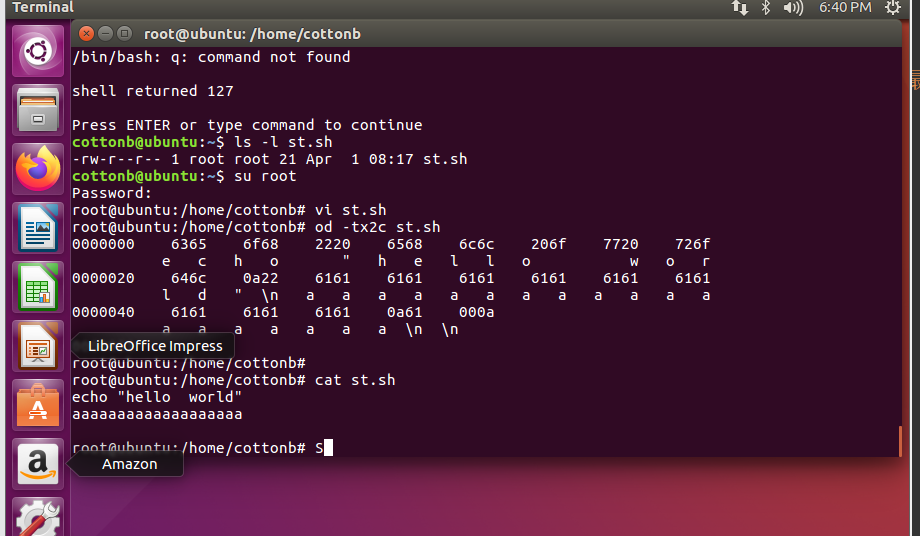 Terminal
6:40 PM
root@ubuntu: /home/cottonb
/bin/bash: q: command not found
shell returned 127
Press ENTER or type command to continue
cottonb@ubuntu:~$ ls -l st.sh
-rw-r--r-- 1 root root 21 Apr  1 08:17 st.sh
cottonb@ubuntu:~$ su root
Password:
root@ubuntu:/home/cottonb# vi st.sh
root@ubuntu:/home/cottonb# od -tx2c st.sh
0000000    6365    6f68    2220    6568    6c6c    206f    7720    726f
e   c   h   o       "   h   e   l   l   o           w   o   r
0000020    646c    0a22    6161    6161    6161    6161    6161    6161
l   d   "  \n   a   a   a   a   a   a   a   a   a   a   a   a
0000040    6161    6161    6161    0a61    000a
a   a   a   a   a   a   a  \n  \n
LibreOffice Impress
root@ubuntu:/home/cottonb#
root@ubuntu:/home/cottonb# cat st.sh
echo "hello  world"
aaaaaaaaaaaaaaaaaaa
root@ubuntu:/home/cottonb# S
Amazon